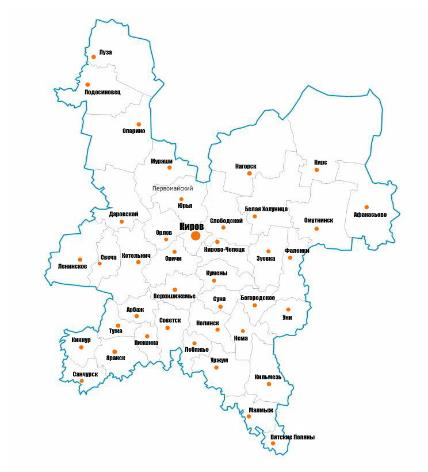 Луза
Подосиновец
Опарино
Мураши
Нагорск
Кирс
Первомайский
Юрья
Белая Холуница
Афанасьево
Даровской
Слободской
Омутнинск
Киров
Орлов
Кирово-Чепецк
Фаленки
Ленинское
Свеча
Котельнич
Оричи
Зуевка
Кумены
Верхошижемье
Суна
Богородское
Уни
Арбаж
Тужа
Советск
Нолинск
Нема
Пижанка
Кикнур
Яранск
Лебяжье
Уржум
Санчурск
Кильмезь
Малмыж
Вятские Поляны